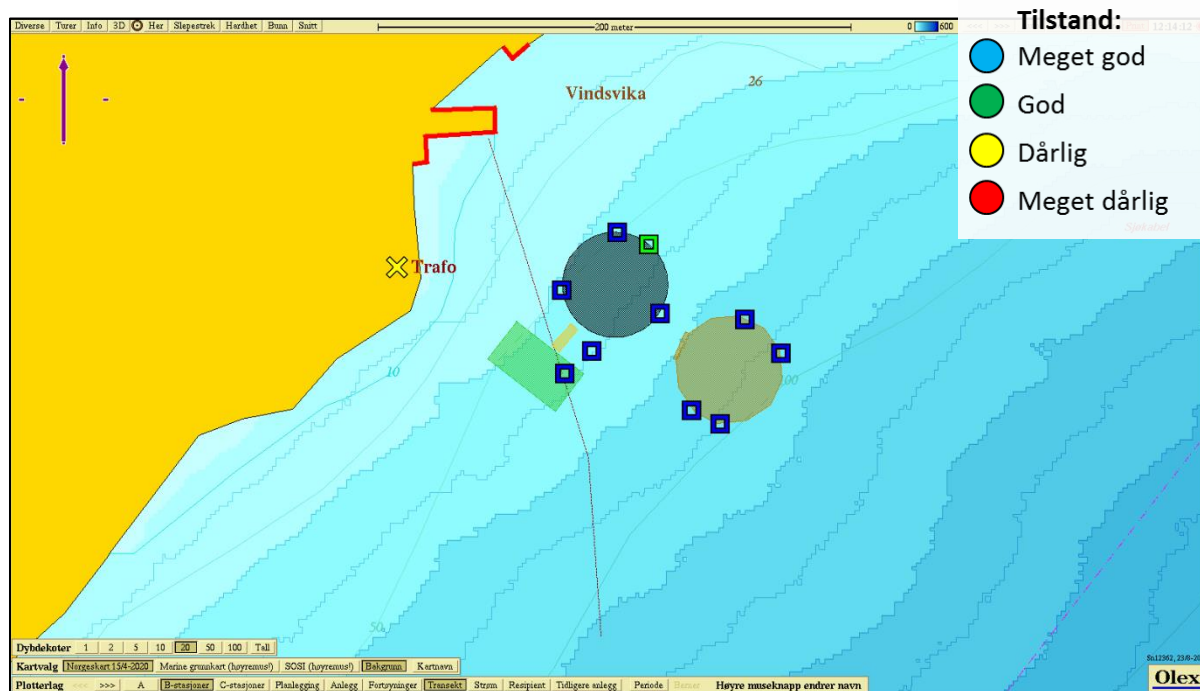 Diverse Turer Info 3D Her Slepestrek Hardhet Bunn Snitt 200 meter 0 600
Tilstand:
Meget god
God
Dårlig
Meget dårlig
Vindsvika
26
Trafo
10
100
50
Dybdekoter 1 2 5 10 20 50 100 Tall
Kartvalg Norgeskart 15/4-2020 Marine grunnkart (høyremus!) SOSI (høyremus!) Bakgrunn Kartnavn
Plotterlag <<< >>> A B-stasjoner C-stasjoner Planlegging Anlegg Fortøyninger Transekt Strøm Resipient Tidligere anlegg Periode Høyre museknapp endrer navn
Olex